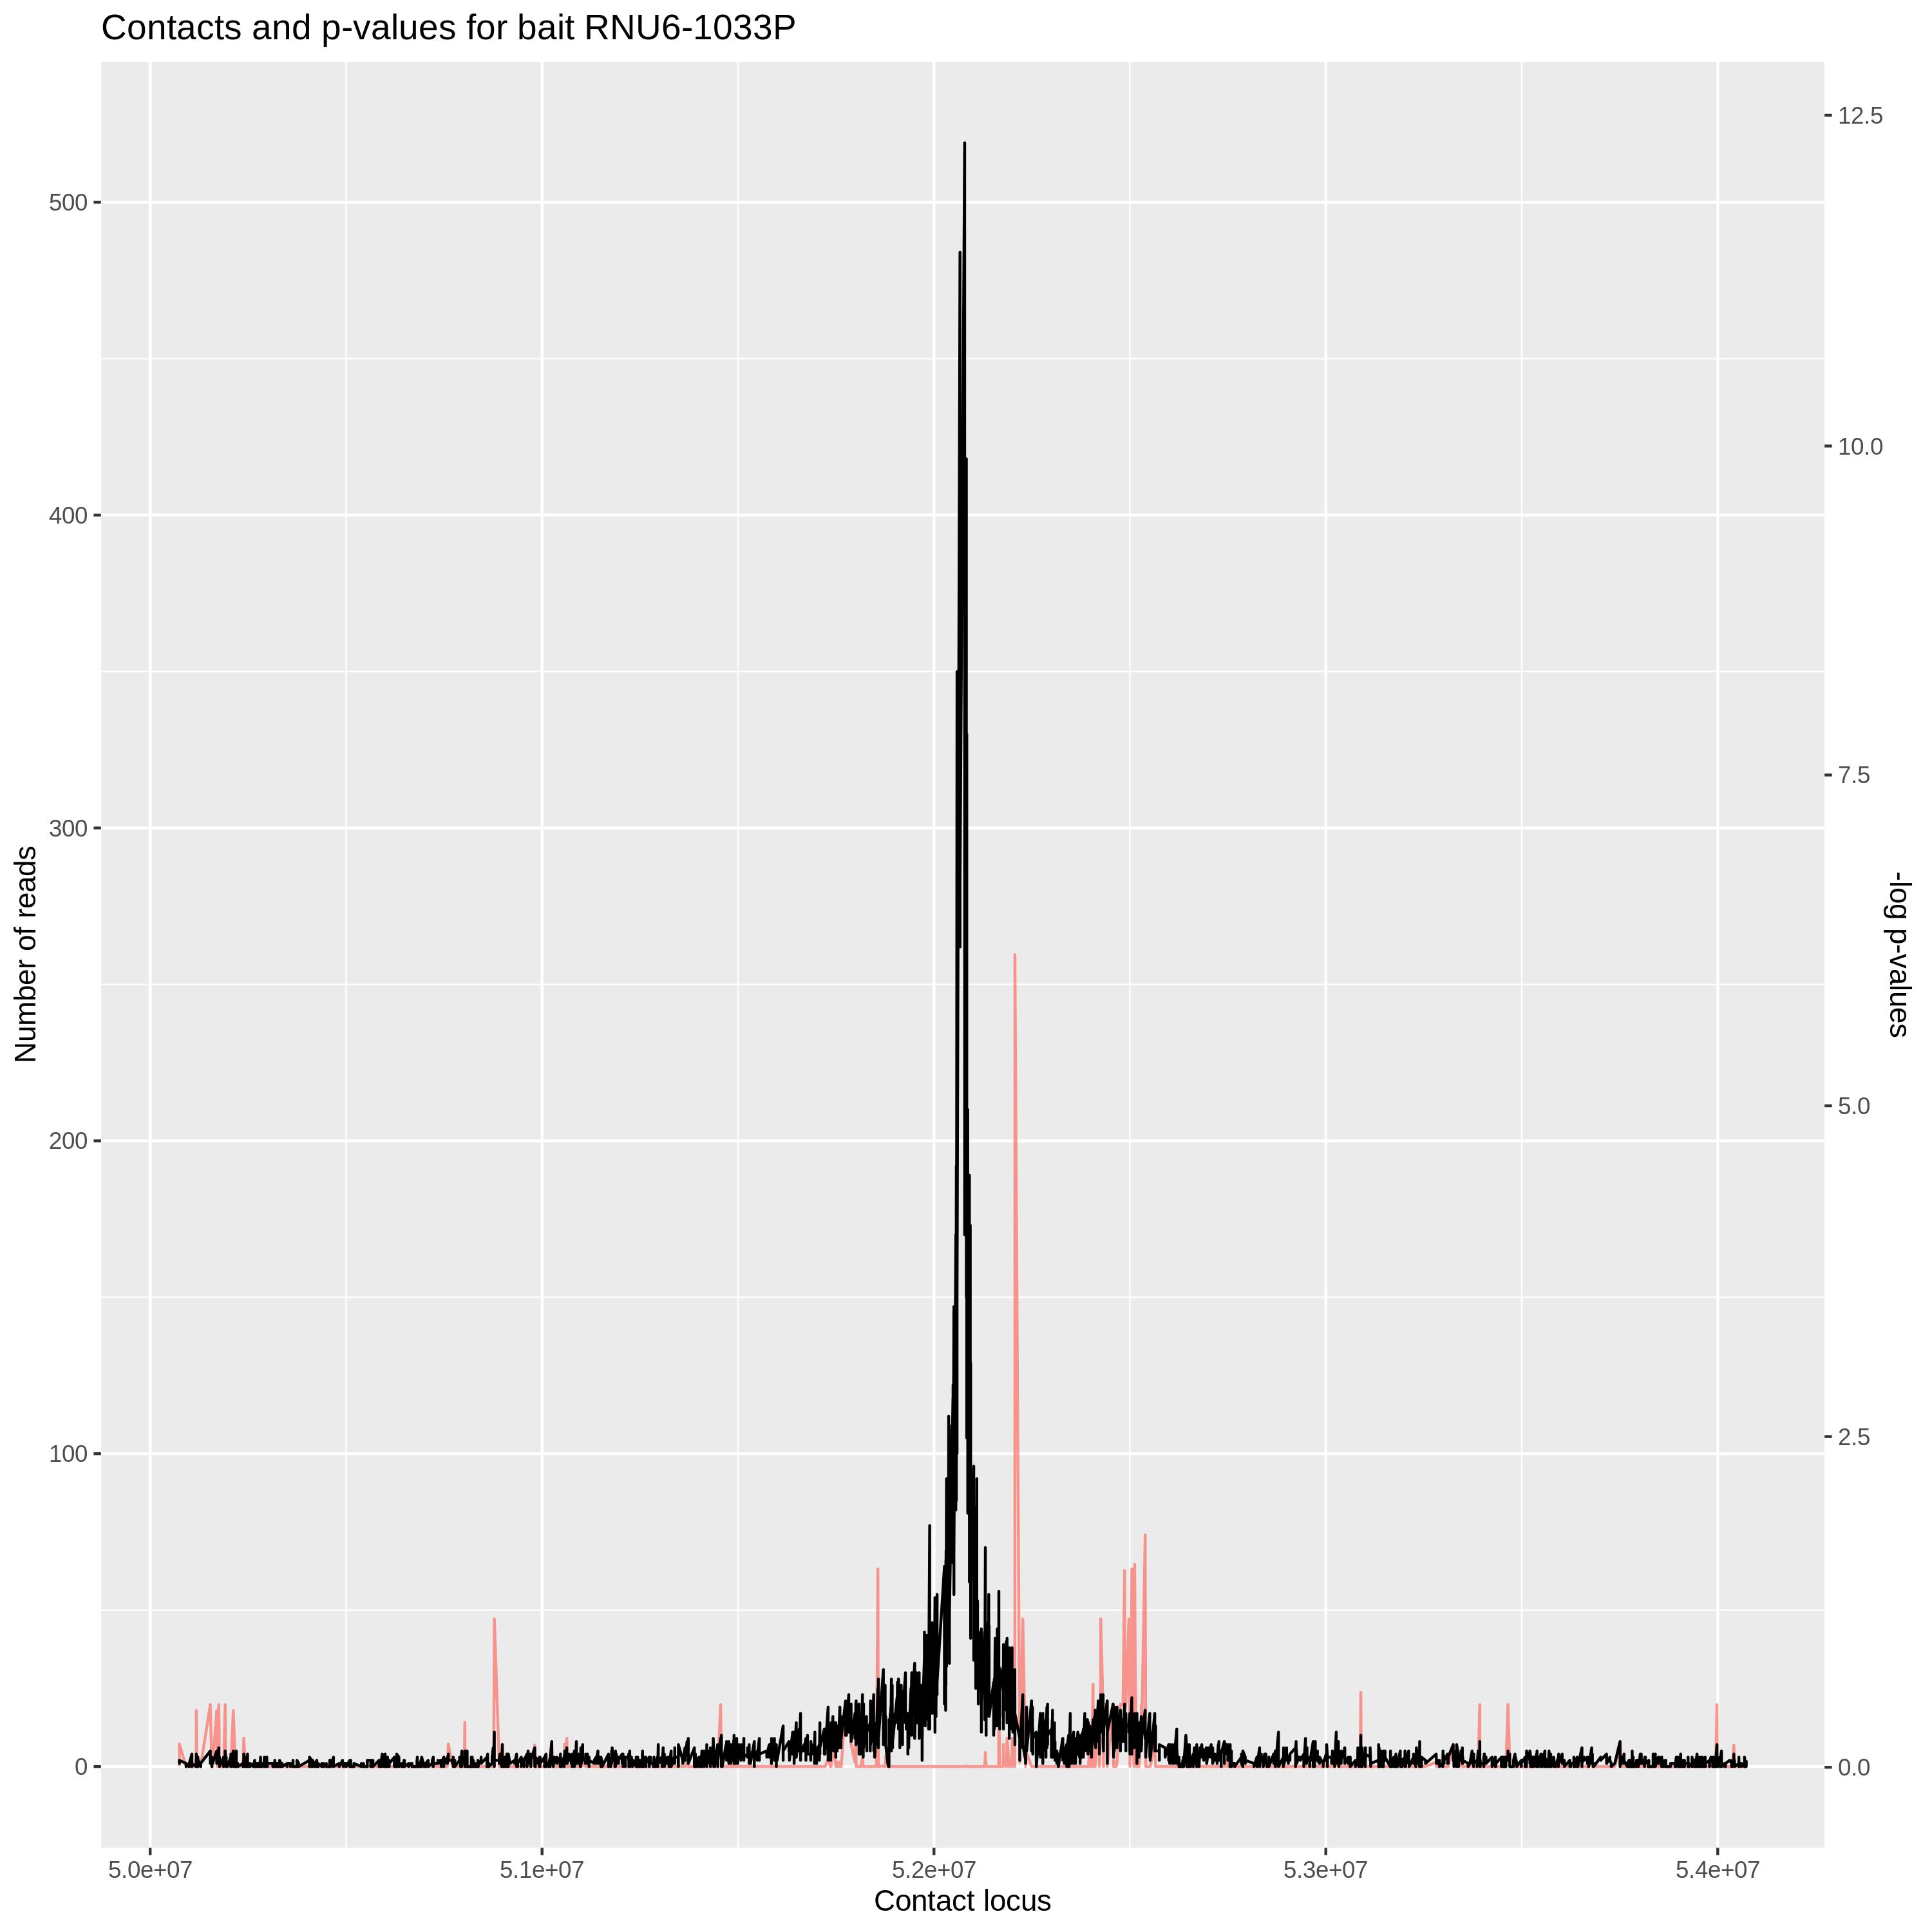 Contacts and p-values for bait RNU6-1033P
500
400
300
200
100
0
Number of reads
12.5
10.0
7.5
5.0
2.5
0.0
-log p-values
5.0e+07
5.1e+07
5.2e+07
5.3e+07
5.4e+07
Contact locus